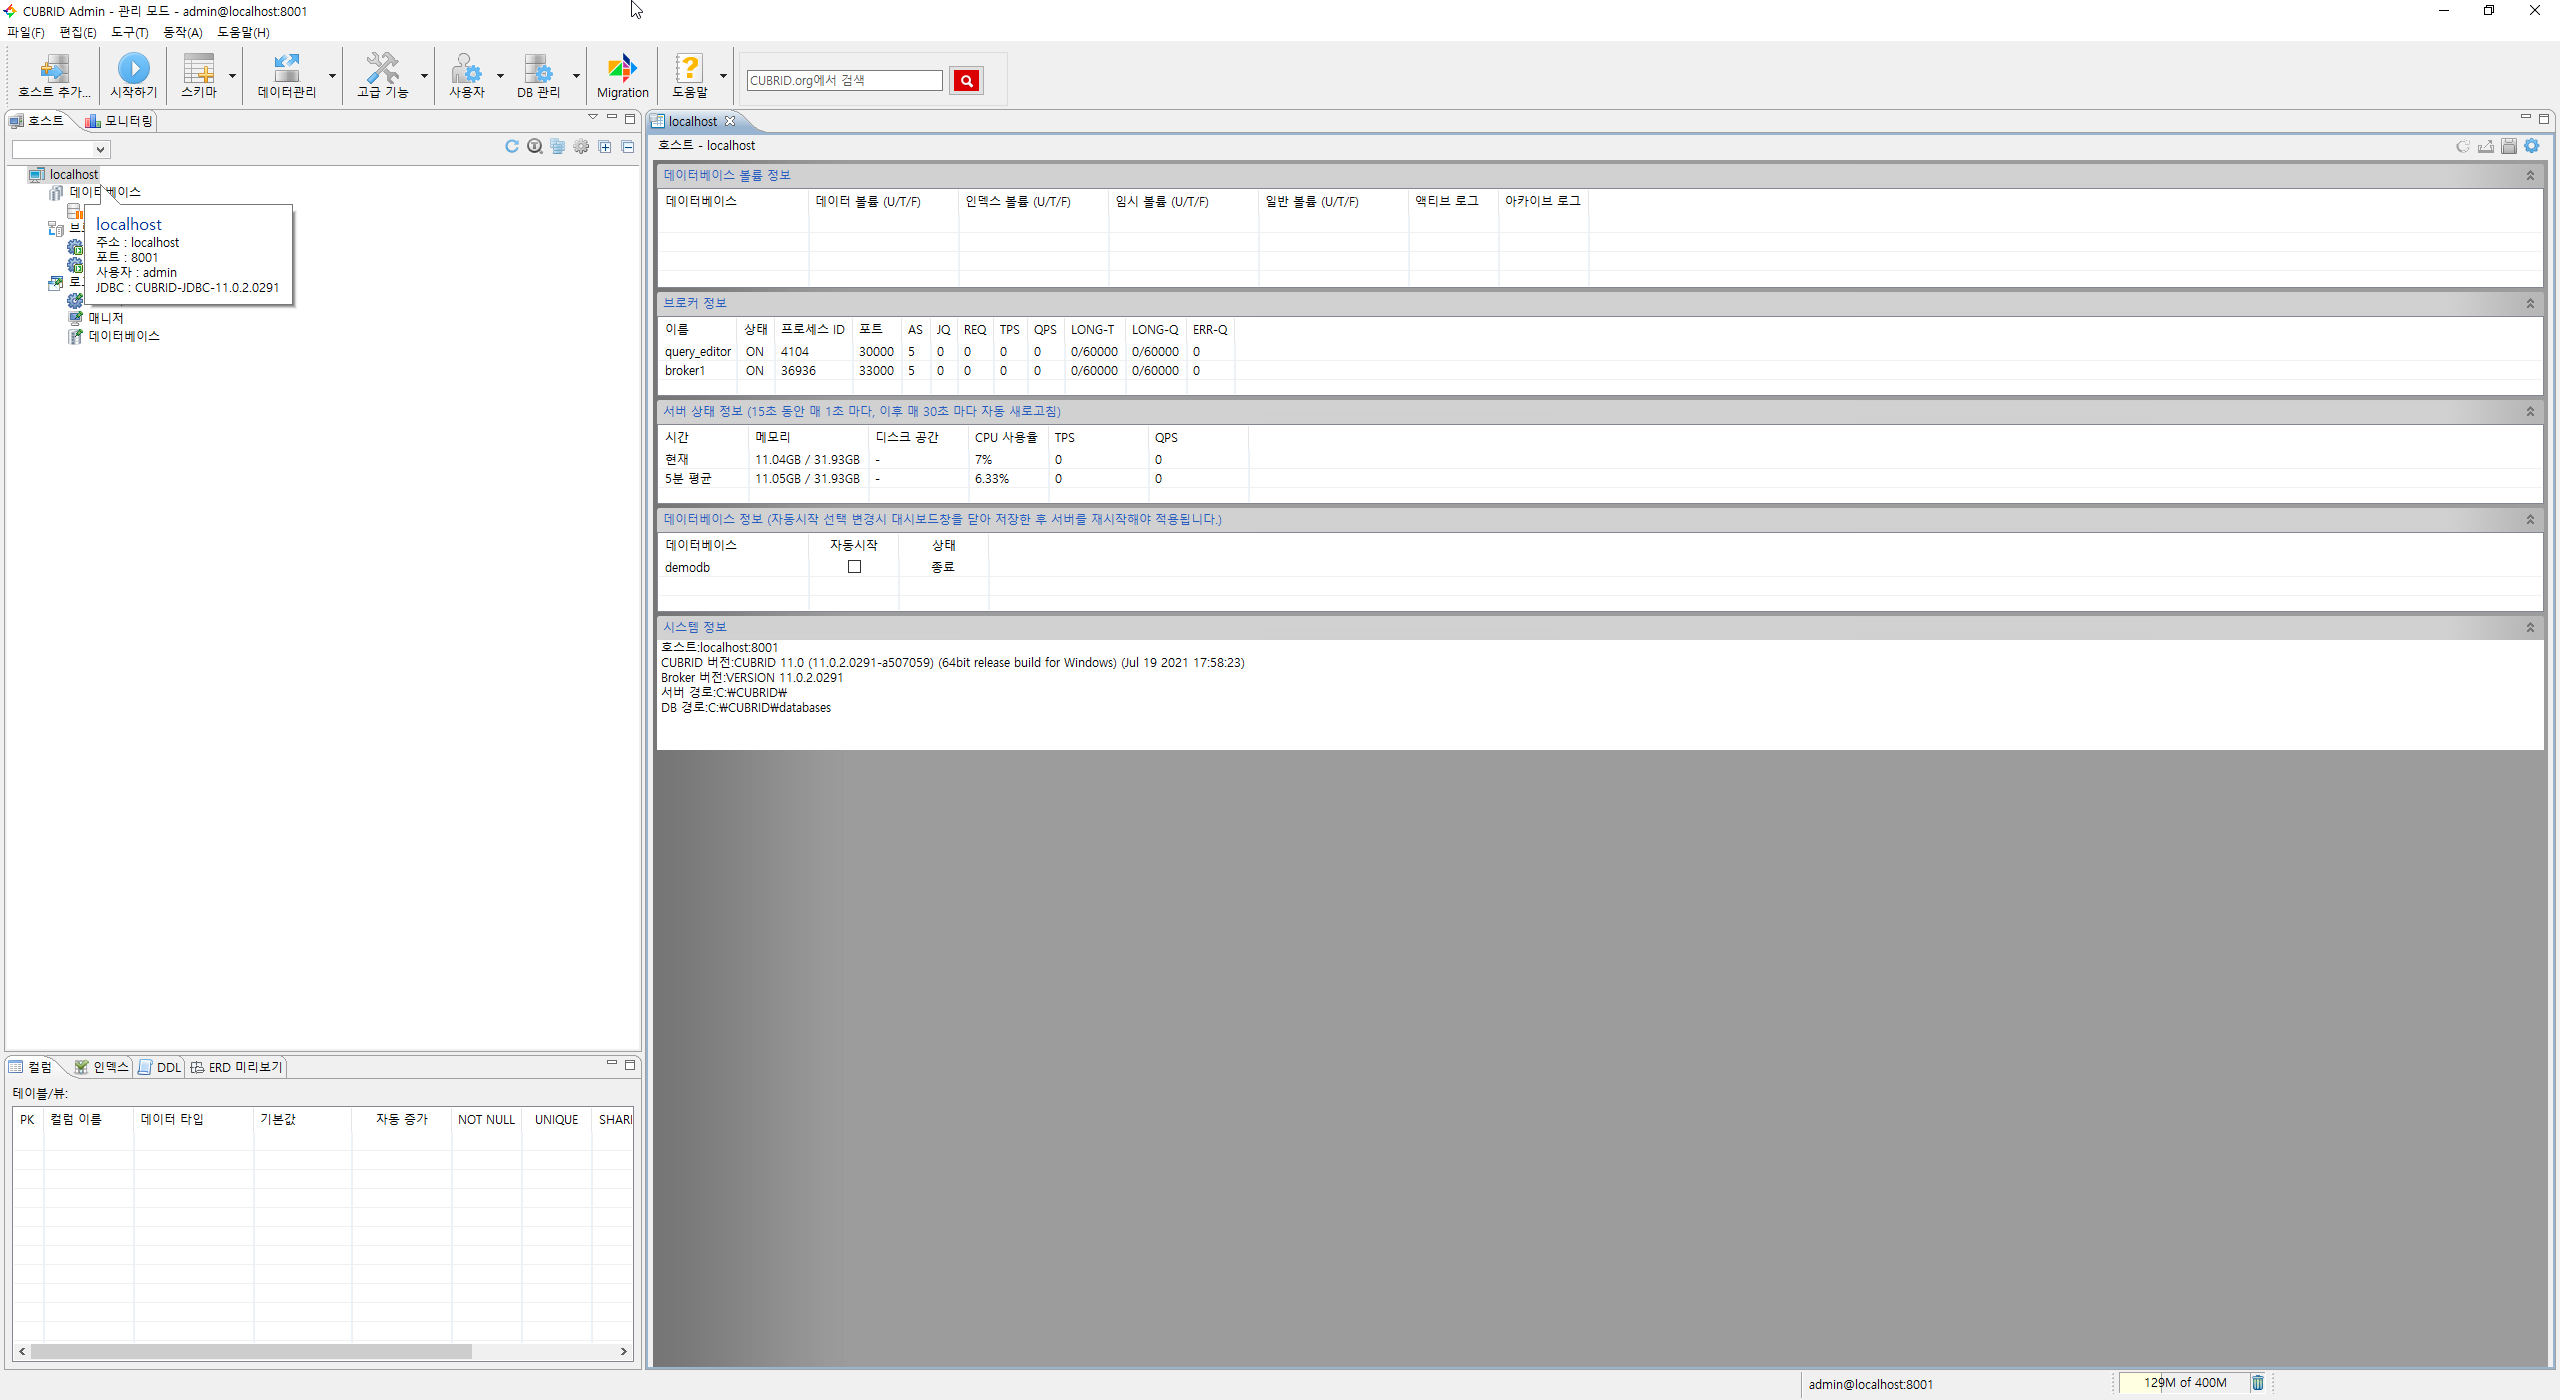 CUBRID Admin - 관리 모드 - admin@localhost:8001
파일(F) 편집(E) 도구(T) 동작(A) 도움말(H)
호스트 추가... 시작하기 스키마 데이터관리 고급 기능 사용자 DB 관리 Migration 도움말 CUBRID.org에서 검색
호스트 모니터링
localhost
데이터베이스
localhost
주소 : localhost
포트 : 8001
사용자 : admin
JDBC : CUBRID-JDBC-11.0.2.0291
매니저
데이터베이스
컬럼 인덱스 DDL ERD 미리보기
테이블/뷰:
PK 컬럼 이름 데이터 타입 기본값 자동 증가 NOT NULL UNIQUE SHARI
localhost
호스트 - localhost
데이터베이스 볼륨 정보
데이터베이스 데이터 볼륨 (U/T/F) 인덱스 볼륨 (U/T/F) 임시 볼륨 (U/T/F) 일반 볼륨 (U/T/F) 액티브 로그 아카이브 로그
브로커 정보
이름 상태 프로세스 ID 포트 AS JQ REQ TPS QPS LONG-T LONG-Q ERR-Q
query_editor ON 4104 30000 5 0 0 0 0 0/60000 0/60000 0
broker1 ON 36936 33000 5 0 0 0 0 0/60000 0/60000 0
서버 상태 정보 (15초 동안 매 1초 마다, 이후 매 30초 마다 자동 새로고침)
시간 메모리 디스크 공간 CPU 사용율 TPS QPS
현재 11.04GB / 31.93GB - 7% 0 0
5분 평균 11.05GB / 31.93GB - 6.33% 0 0
데이터베이스 정보 (자동시작 선택 변경시 대시보드창을 닫아 저장한 후 서버를 재시작해야 적용됩니다.)
데이터베이스 자동시작 상태
demodb 종료
시스템 정보
호스트:localhost:8001
CUBRID 버전:CUBRID 11.0 (11.0.2.0291-a507059) (64bit release build for Windows) (Jul 19 2021 17:58:23)
Broker 버전:VERSION 11.0.2.0291
서버 경로:C:₩CUBRID₩
DB 경로:C:₩CUBRID₩databases
admin@localhost:8001 129M of 400M